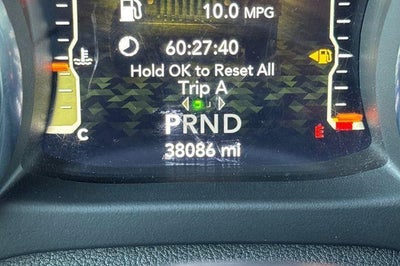 10.0 MPG
60:27:40
Hold OK to Reset All
Trip A
PRND
C
38086 mi